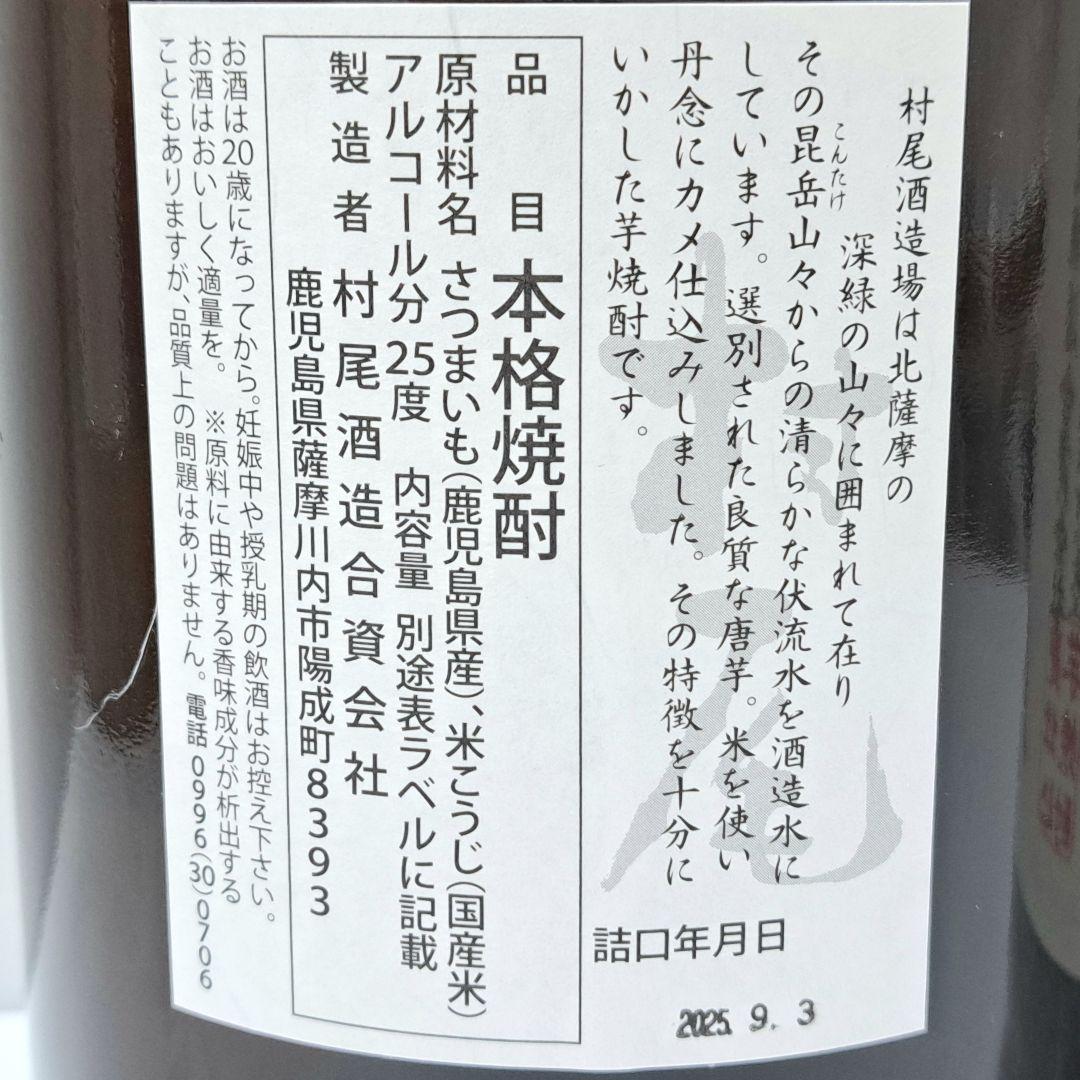 村尾酒造場は北薩摩の
深緑の山々に囲まれて在り
こんたけ
その昆岳山々からの清らかな伏流水を酒造水に
しています。選別された良質な唐芋。米を使い
丹念にカメ仕込みしました。その特徴を十分に
いかした芋焼酎です。
村尾
詰口年月日
2025. 9. 3
品目 本格焼酎
原材料名 さつまいも(鹿児島県産)、米こうじ(国産米)
アルコール分 25度 内容量 別途表ラベルに記載
製造者 村尾酒造合資会社
鹿児島県薩摩川内市陽成町8393
お酒は20歳になってから。妊娠中や授乳期の飲酒はお控え下さい。
お酒はおいしく適量を。 ※原料に由来する香味成分が析出する
こともありますが、品質上の問題はありません。電話0996(30)0706